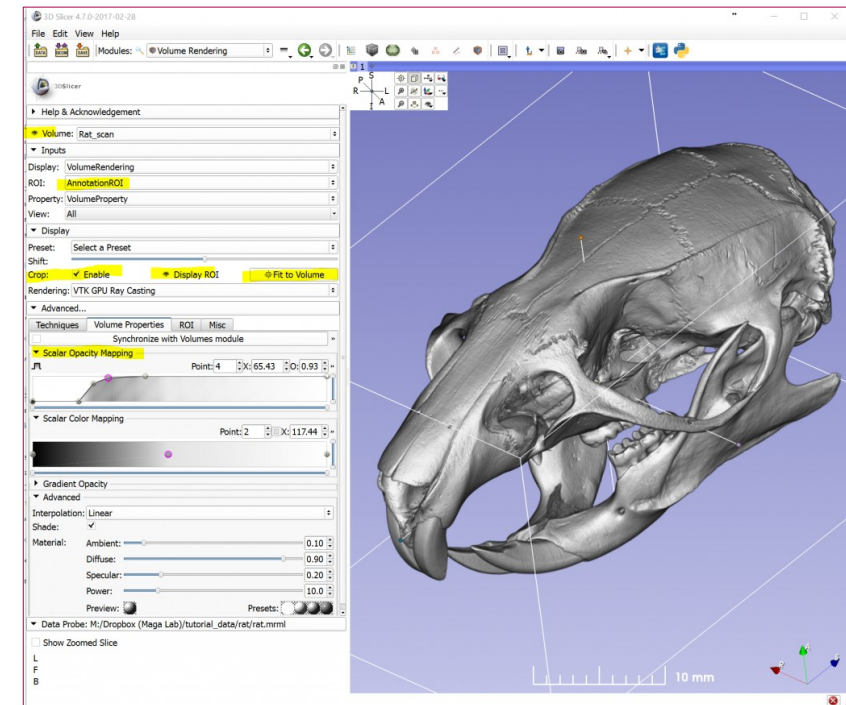 3D Slicer 4.7.0-2017-02-28
File Edit View Help
DATA DCOM SAVE Modules: Volume Rendering
1
3DSlicer
P S
R L
I A
Help & Acknowledgement
Volume: Rat_scan
Inputs
Display: VolumeRendering
ROI: AnnotationROI
Property: VolumeProperty
View: All
Display
Preset: Select a Preset
Shift:
Crop: ✓ Enable Display ROI Fit to Volume
Rendering: VTK GPU Ray Casting
Advanced...
Techniques Volume Properties ROI Misc
Synchronize with Volumes module
Scalar Opacity Mapping
Point: 4 X: 65.43 O: 0.93
Scalar Color Mapping
Point: 2 X: 117.44
Gradient Opacity
Advanced
Interpolation: Linear
Shade: ✓
Material: Ambient: 0.10
Diffuse: 0.90
Specular: 0.20
Power: 10.0
Preview: Presets:
Data Probe: M:/Dropbox (Maga Lab)/tutorial_data/rat/rat.mrml
Show Zoomed Slice
L
F
B
10 mm